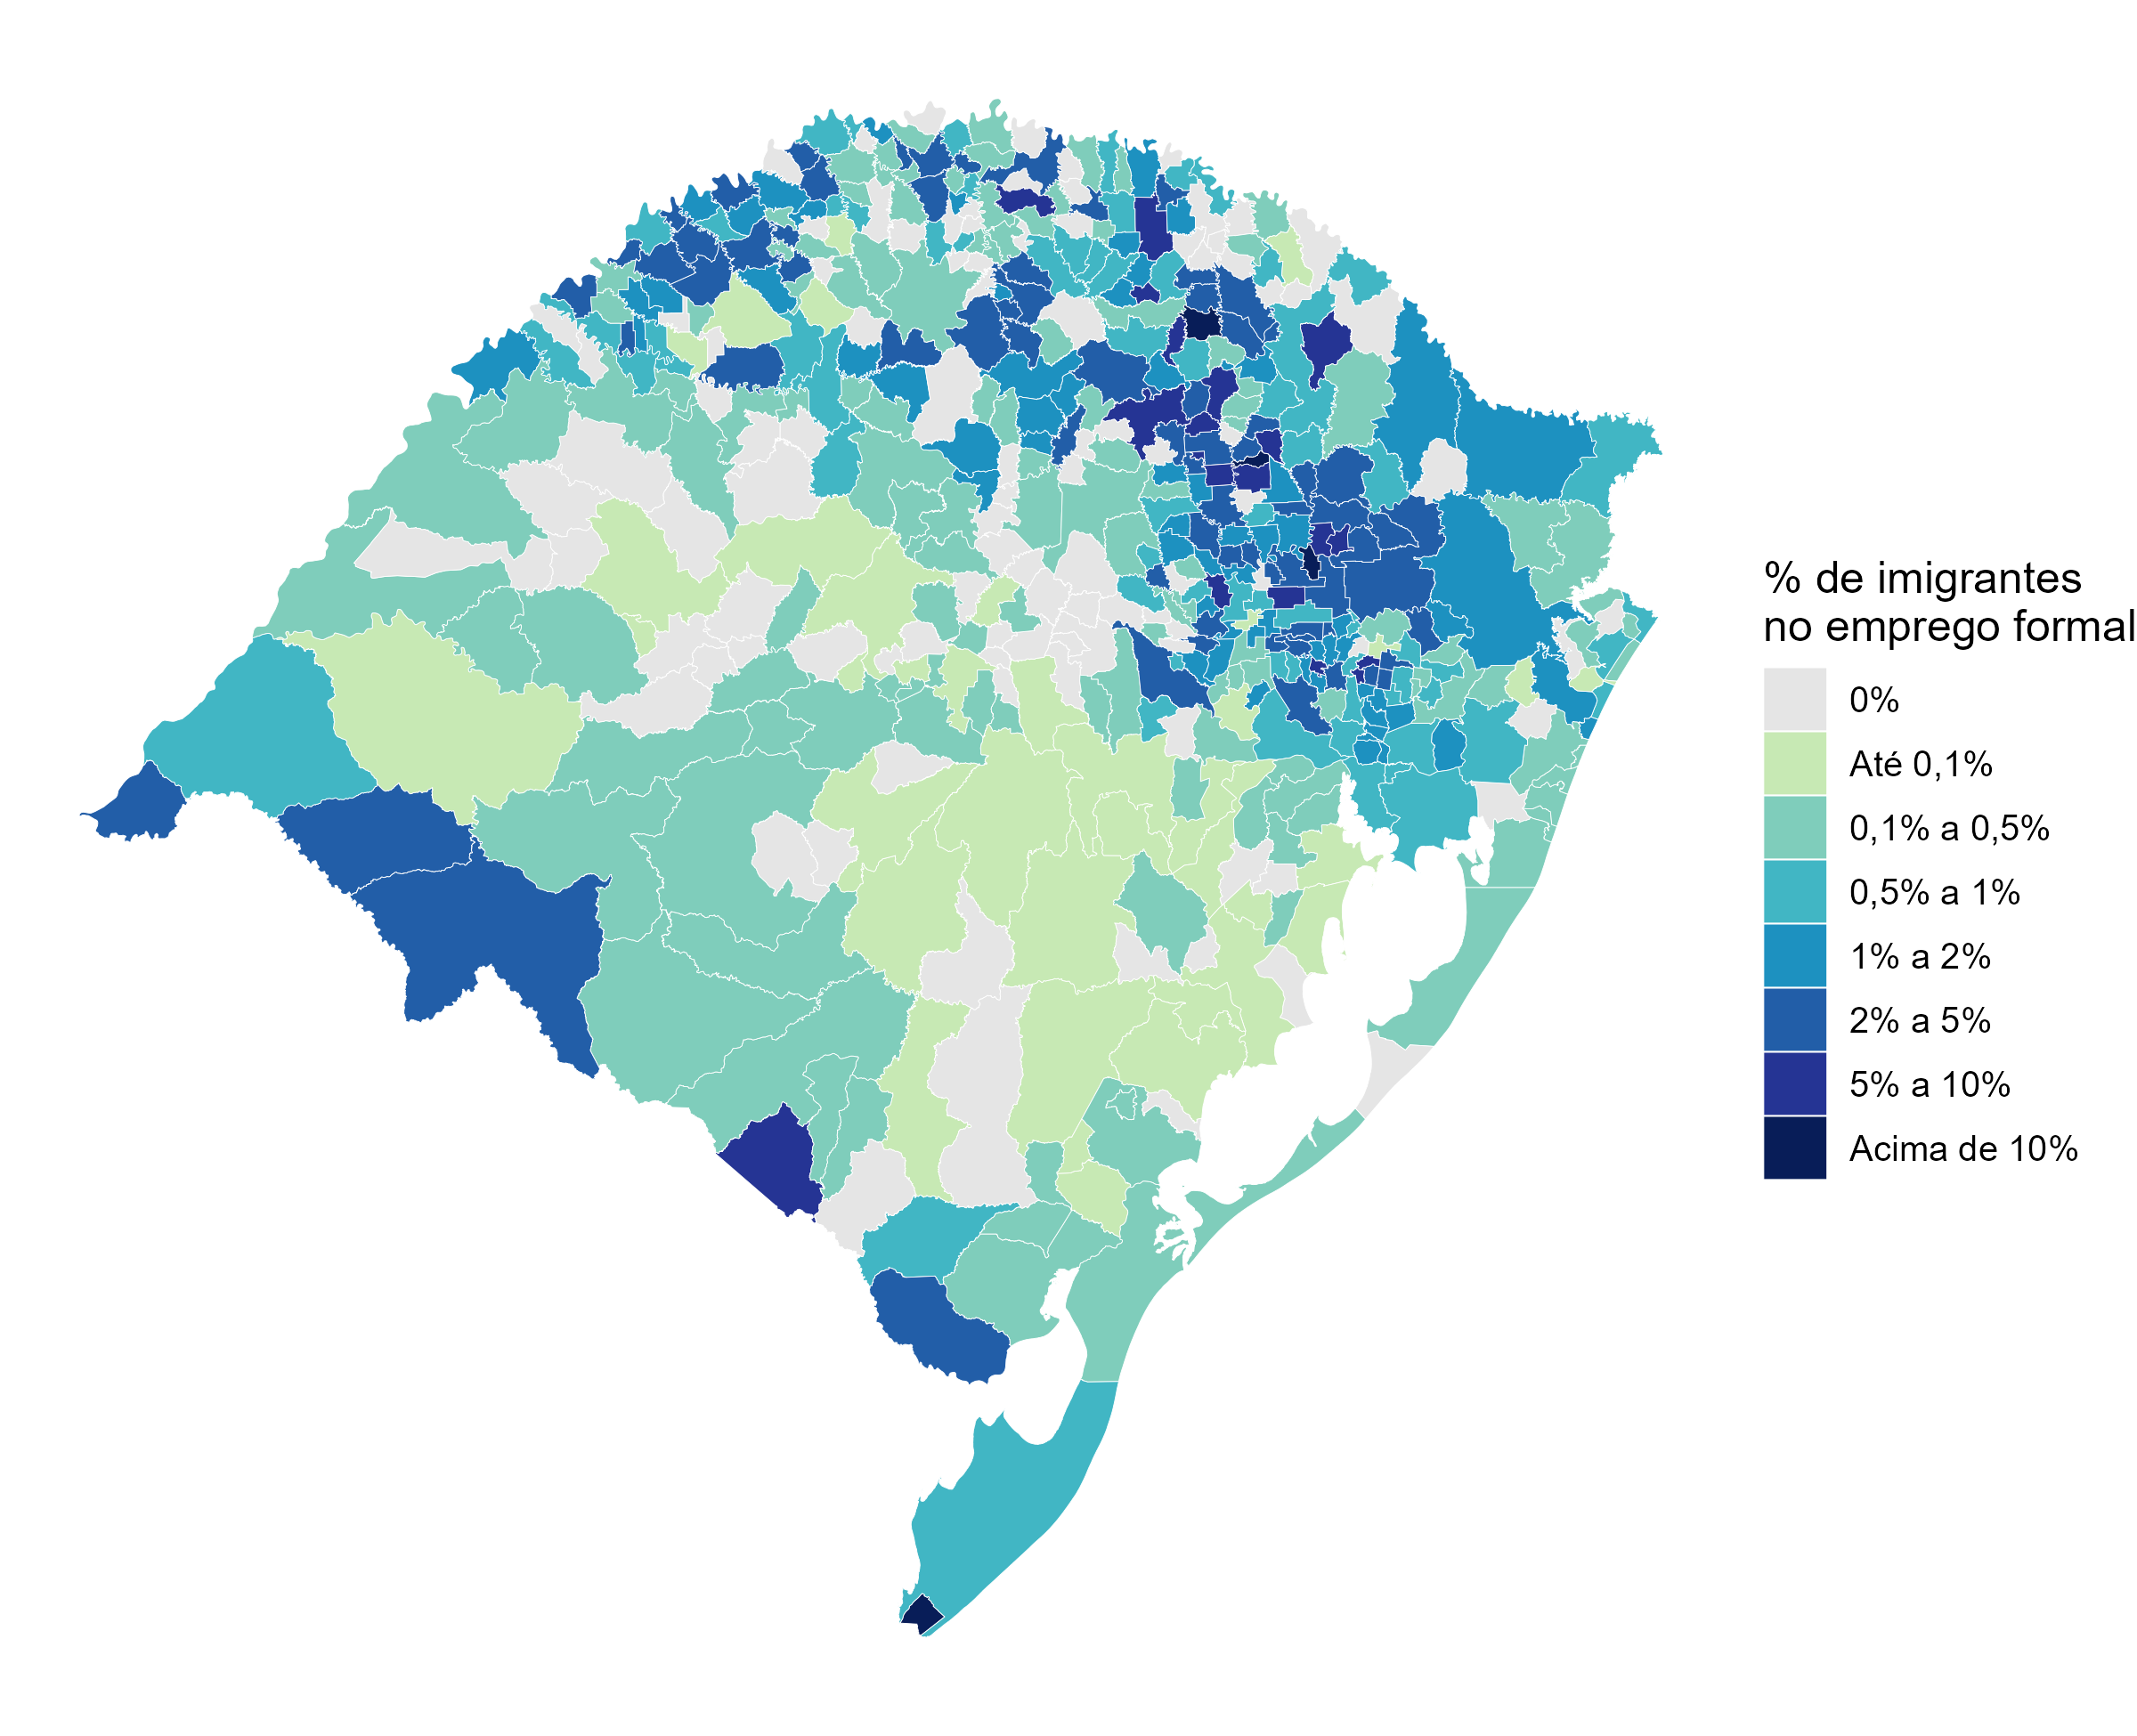 % de imigrantes
no emprego formal
0%
Até 0,1%
0,1% a 0,5%
0,5% a 1%
1% a 2%
2% a 5%
5% a 10%
Acima de 10%